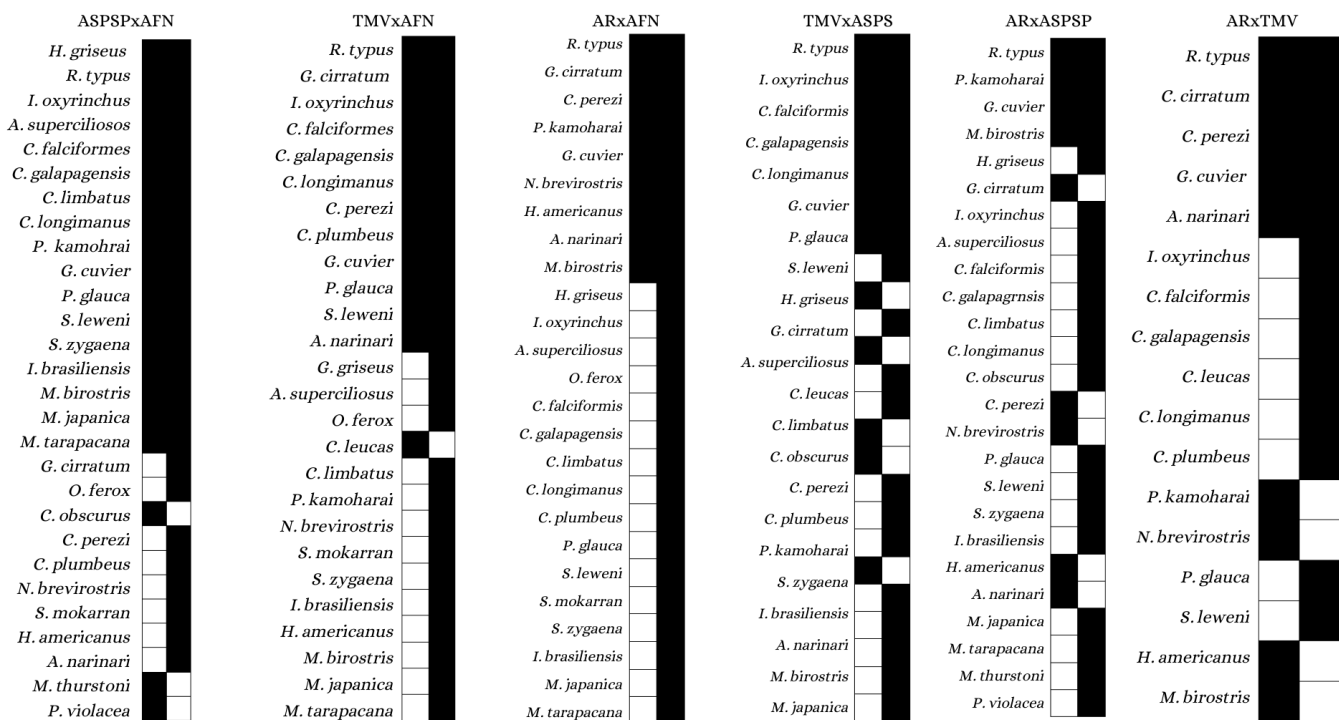 ASPSPxAFN
H. griseus
R. typus
I. oxyrinchus
A. superciliosos
C. falciformes
C. galapagensis
C. limbatus
C. longimanus
P. kamohrai
G. cuvier
P. glauca
S. leweni
S. zygaena
I. brasiliensis
M. birostris
M. japanica
M. tarapacana
G. cirratum
O. ferox
C. obscurus
C. perezi
C. plumbeus
N. brevirostris
S. mokarran
H. americanus
A. narinari
M. thurstoni
P. violacea
TMVxAFN
R. typus
G. cirratum
I. oxyrinchus
C. falciformes
C. galapagensis
C. longimanus
C. perezi
C. plumbeus
G. cuvier
P. glauca
S. leweni
A. narinari
G. griseus
A. superciliosus
O. ferox
C. leucas
C. limbatus
P. kamoharai
N. brevirostris
S. mokarran
S. zygaena
I. brasiliensis
H. americanus
M. birostris
M. japanica
M. tarapacana
ARxAFN
R. typus
G. cirratum
C. perezi
P. kamoharai
G. cuvier
N. brevirostris
H. americanus
A. narinari
M. birostris
H. griseus
I. oxyrinchus
A. superciliosus
O. ferox
C. falciformis
C. galapagensis
C. limbatus
C. longimanus
C. plumbeus
P. glauca
S. leweni
S. mokarran
S. zygaena
I. brasiliensis
M. japanica
M. tarapacana
TMVxASPS
R. typus
I. oxyrinchus
C. falciformis
C. galapagensis
C. longimanus
G. cuvier
P. glauca
S. leweni
H. griseus
G. cirratum
A. superciliosus
C. leucas
C. limbatus
C. obscurus
C. perezi
C. plumbeus
P. kamoharai
S. zygaena
I. brasiliensis
A. narinari
M. birostris
M. japanica
ARxASPSP
R. typus
P. kamoharai
G. cuvier
M. birostris
H. griseus
G. cirratum
I. oxyrinchus
A. superciliosus
C. falciformis
C. galapagrnsis
C. limbatus
C. longimanus
C. obscurus
C. perezi
N. brevirostris
P. glauca
S. leweni
S. zygaena
I. brasiliensis
H. americanus
A. narinari
M. japanica
M. tarapacana
M. thurstoni
P. violacea
ARxTMV
R. typus
C. cirratum
C. perezi
G. cuvier
A. narinari
I. oxyrinchus
C. falciformis
C. galapagensis
C. leucas
C. longimanus
C. plumbeus
P. kamoharai
N. brevirostris
P. glauca
S. leweni
H. americanus
M. birostris